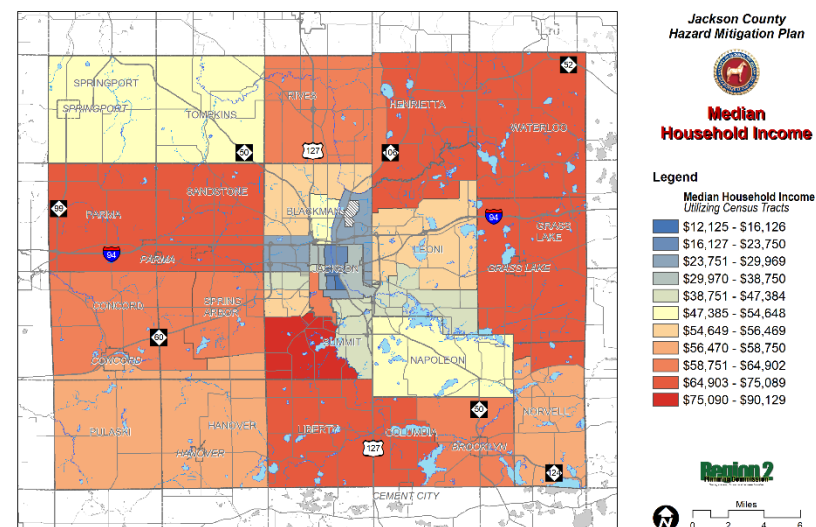 Jackson County
Hazard Mitigation Plan
Median
Household Income
Legend
Median Household Income
Utilizing Census Tracts
$12,125 - $16,126
$16,127 - $23,750
$23,751 - $29,969
$29,970 - $38,750
$38,751 - $47,384
$47,385 - $54,648
$54,649 - $56,469
$56,470 - $58,750
$58,751 - $64,902
$64,903 - $75,089
$75,090 - $90,129
Region 2
Miles
0 2 4 6
N
52
SPRINGPORT
SPRINGPORT
TOMPKINS
RIVES
HENRIETTA
WATERLOO
50
127
106
SANDSTONE
99
PARMA
BLACKMAN
94
GRASS
LAKE
LEONI
94
PARMA
JACKSON
GRASS LAKE
CONCORD
SPRING
ARBOR
60
SUMMIT
CONCORD
NAPOLEON
50
NORVELL
PULASKI
HANOVER
LIBERTY
COLUMBIA
HANOVER
127
BROOKLYN
124
CEMENT CITY